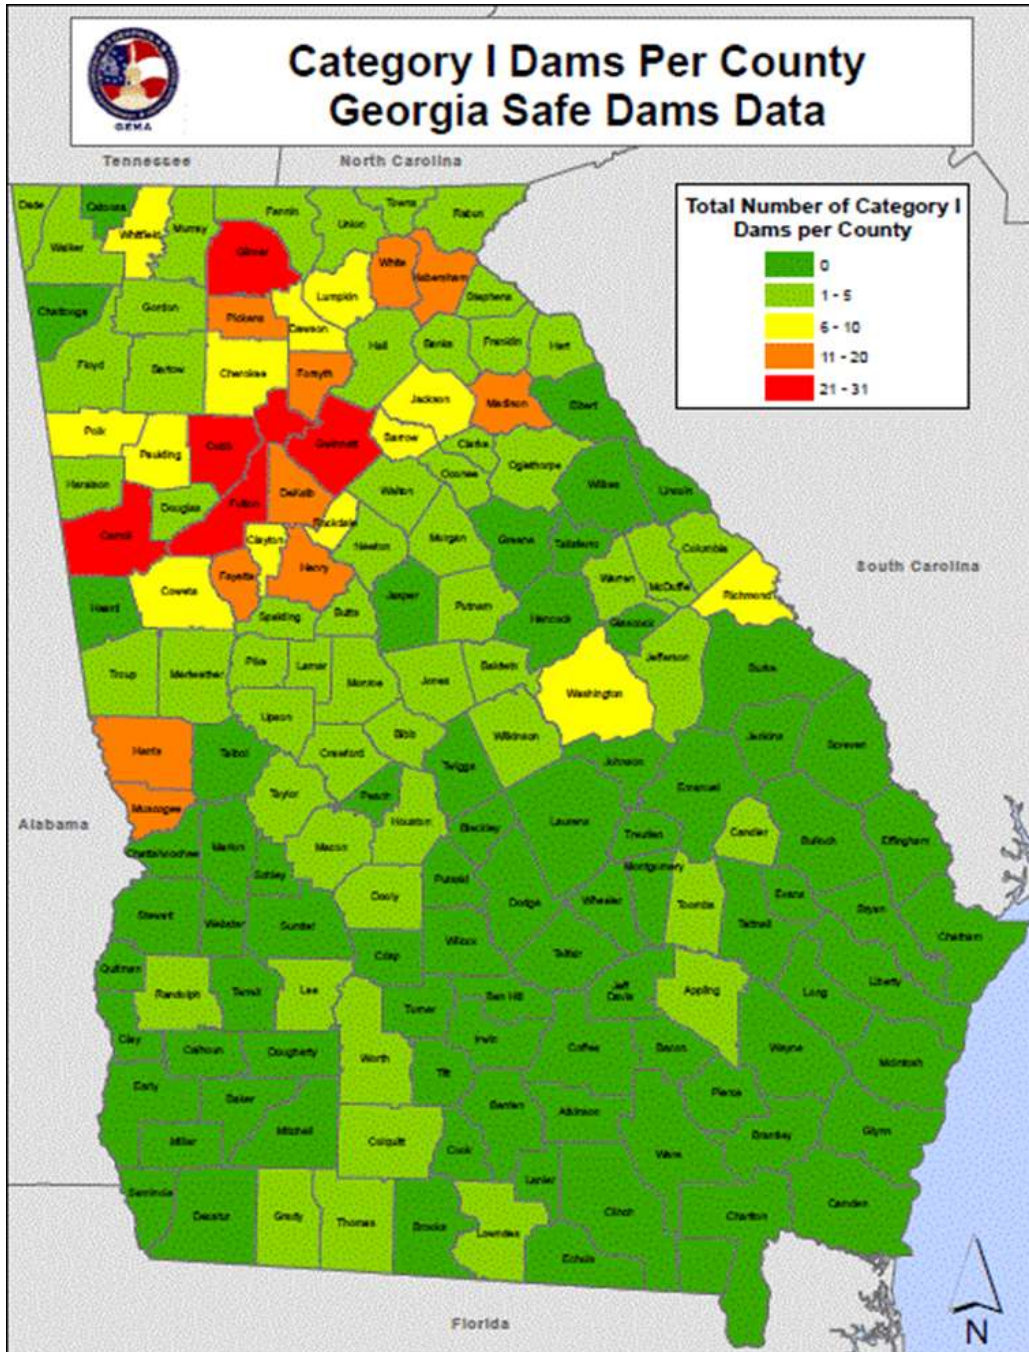 Category I Dams Per County
Georgia Safe Dams Data
GEMA
Tennessee
North Carolina
Total Number of Category I
Dams per County
0
1 - 5
6 - 10
11 - 20
21 - 31
Dade
Catoosa
Whitfield
Murray
Fannin
Union
Towns
Rabun
Walker
Gilmer
White
Habersham
Lumpkin
Stephens
Chattooga
Gordon
Pickens
Dawson
Floyd
Bartow
Cherokee
Forsyth
Hall
Banks
Franklin
Hart
Jackson
Madison
Elbert
Polk
Paulding
Cobb
Gwinnett
Barrow
Clarke
Oconee
Oglethorpe
Haralson
Douglas
Fulton
DeKalb
Walton
Wilkes
Lincoln
Carroll
Clayton
Rockdale
Newton
Morgan
Greene
Taliaferro
Columbia
McDuffie
Warren
South Carolina
Heard
Coweta
Fayette
Henry
Spalding
Butts
Jasper
Putnam
Hancock
Glascock
Richmond
Troup
Meriwether
Pike
Lamar
Monroe
Jones
Baldwin
Washington
Jefferson
Burke
Upson
Crawford
Bibb
Wilkinson
Harris
Talbot
Twiggs
Johnson
Jenkins
Screven
Muscogee
Taylor
Peach
Houston
Bleckley
Laurens
Emanuel
Alabama
Chattahoochee
Marion
Schley
Macon
Pulaski
Treutlen
Montgomery
Candler
Bulloch
Effingham
Stewart
Webster
Sumter
Dooly
Dodge
Wheeler
Toombs
Tattnall
Evans
Bryan
Chatham
Crisp
Wilcox
Telfair
Quitman
Randolph
Terrell
Lee
Turner
Ben Hill
Jeff
Davis
Appling
Long
Liberty
Clay
Calhoun
Dougherty
Worth
Irwin
Coffee
Bacon
Wayne
McIntosh
Early
Baker
Tift
Berrien
Atkinson
Pierce
Miller
Mitchell
Colquitt
Cook
Ware
Brantley
Glynn
Seminole
Decatur
Grady
Thomas
Brooks
Lowndes
Lanier
Clinch
Charlton
Camden
Echols
Florida
N